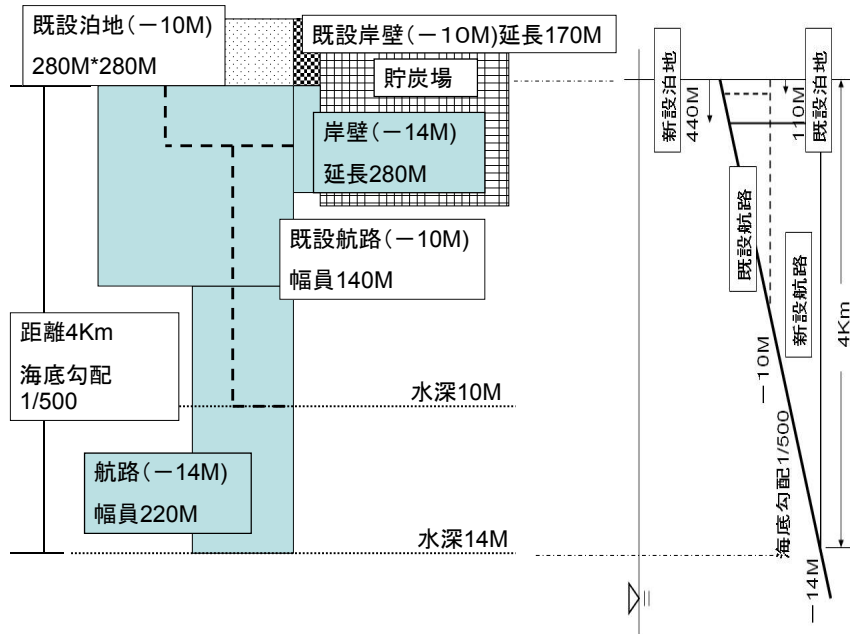 既設泊地(-10M)
280M*280M
既設岸壁(-10M)延長170M
貯炭場
岸壁(-14M)
延長280M
既設航路(-10M)
幅員140M
距離4Km
海底勾配
1/500
水深10M
航路(-14M)
幅員220M
水深14M
新設泊地
440M
110M
既設泊地
既設航路
新設航路
4Km
-10M
海底勾配1/500
-14M